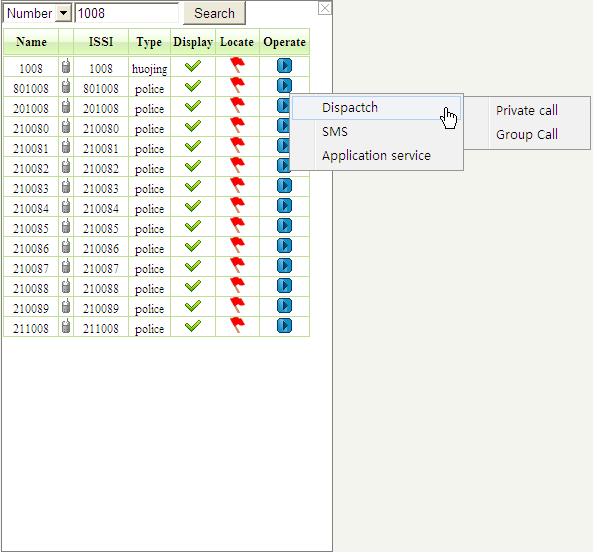 Number 1008 Search
Name ISSI Type Display Locate Operate
1008 1008 huojing
801008 801008 police
201008 201008 police
210080 210080 police
210081 210081 police
210082 210082 police
210083 210083 police
210084 210084 police
210085 210085 police
210086 210086 police
210087 210087 police
210088 210088 police
210089 210089 police
211008 211008 police
Dispactch
SMS
Application service
Private call
Group Call